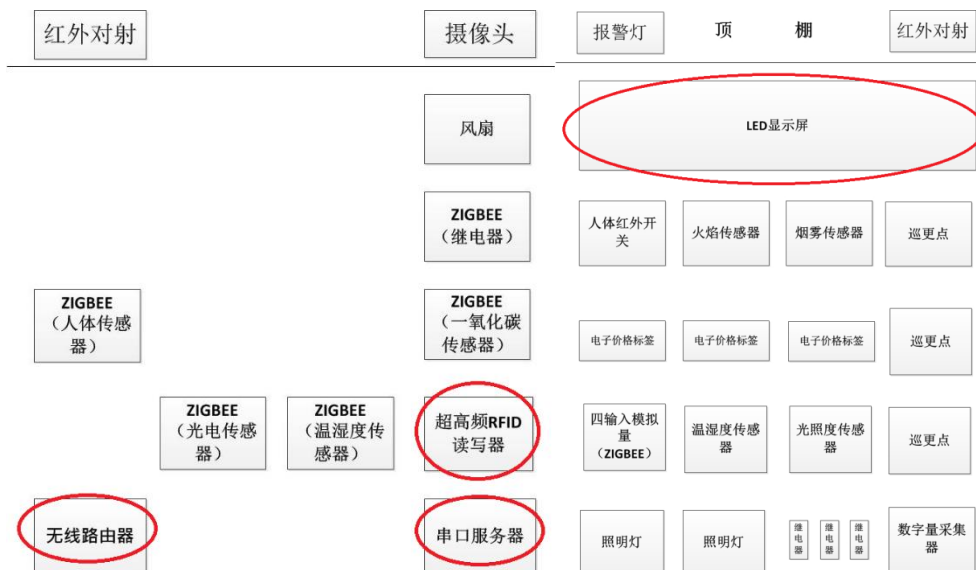 红外对射
摄像头
报警灯
顶 棚
红外对射
风扇
LED显示屏
ZIGBEE
（继电器）
人体红外开
关
火焰传感器
烟雾传感器
巡更点
ZIGBEE
（人体传感
器）
ZIGBEE
（一氧化碳
传感器）
电子价格标签
电子价格标签
电子价格标签
巡更点
ZIGBEE
（光电传感
器）
ZIGBEE
（温湿度传
感器）
超高频RFID
读写器
四输入模拟
量
（ZIGBEE）
温湿度传感
器
光照度传感
器
巡更点
无线路由器
串口服务器
照明灯
照明灯
继
电
器
继
电
器
继
电
器
数字量采集
器